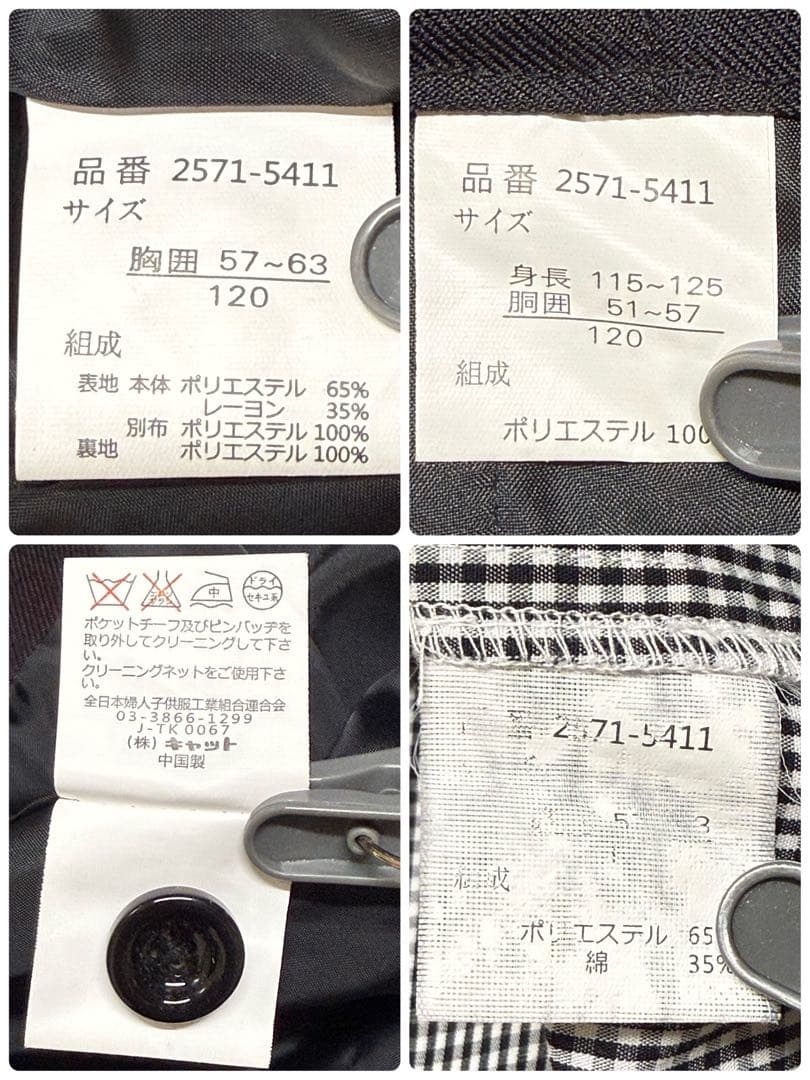 品番 2571-5411
サイズ
胸囲 57~63
120
組成
表地 本体 ポリエステル 65%
レーヨン 35%
別布 ポリエステル 100%
裏地 ポリエステル 100%
品番 2571-5411
サイズ
身長 115~125
胴囲 51~57
120
組成
ポリエステル 100
中
ドライ
セキユ系
ポケットチーフ及びピンバッヂを
取り外してクリーニングして下さ
い。
クリーニングネットをご使用下さ
い。
全日本婦人子供服工業組合連合会
03-3866-1299
J-TK0067
(株) キャット
中国製
2571-5411
組成
ポリエステル 65
綿 35%